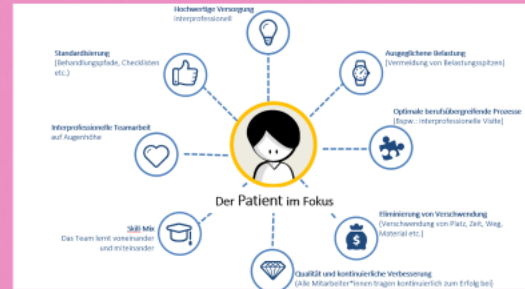 Hochwertige Versorgung
interprofessionell
Standardisierung
(Behandlungspfade, Checklisten
etc.)
Ausgeglichene Belastung
(Vermeidung von Belastungsspitzen)
Optimale berufsübergreifende Prozesse
(Bspw.: interprofessionelle Visite)
Interprofessionelle Teamarbeit
auf Augenhöhe
Der Patient im Fokus
Skill-Mix
Das Team lernt voneinander
und miteinander
Eliminierung von Verschwendung
(Verschwendung von Platz, Zeit, Weg,
Material etc.)
Qualität und kontinuierliche Verbesserung
(Alle Mitarbeiter*innen tragen kontinuierlich zum Erfolg bei)